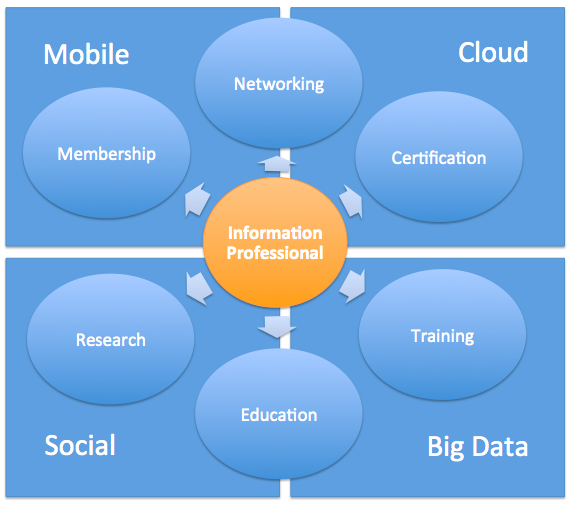 Mobile
Cloud
Networking
Membership
Certification
Information
Professional
Research
Training
Education
Social
Big Data